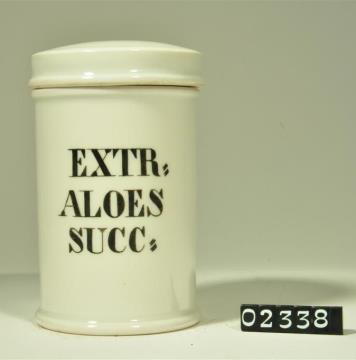 EXTR:
ALOES
SUCC:
02338